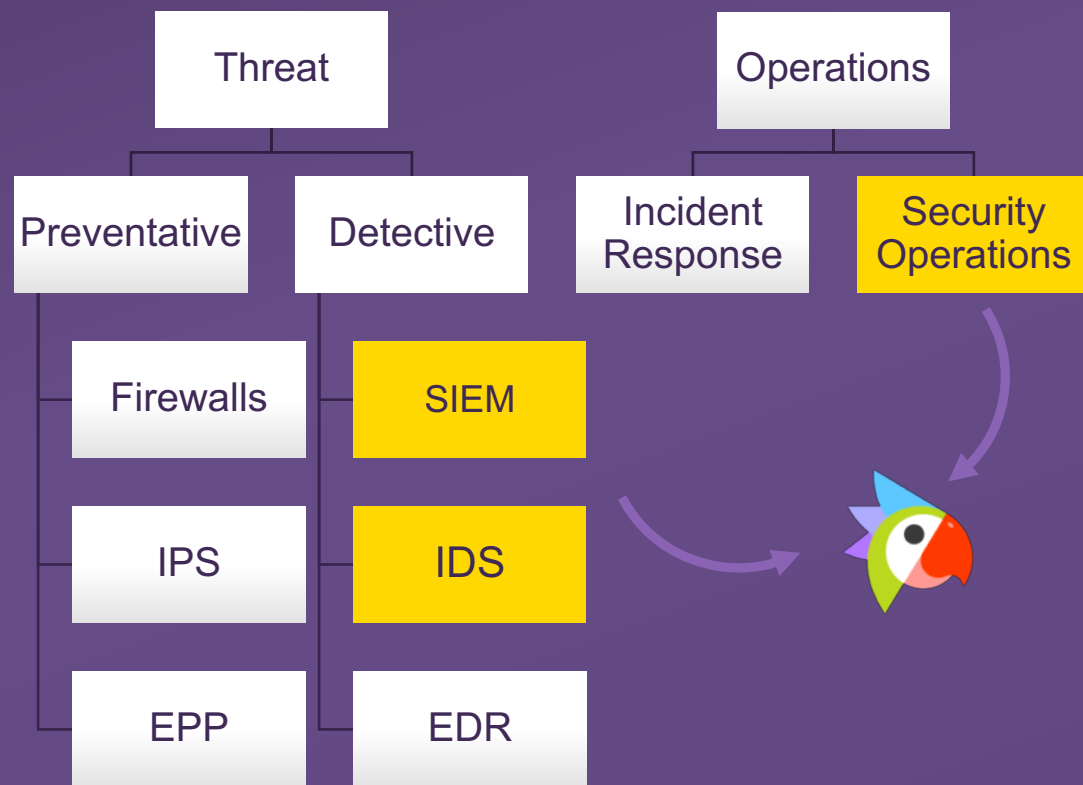 Threat
Operations
Preventative
Detective
Incident
Response
Security
Operations
Firewalls
SIEM
IPS
IDS
EPP
EDR